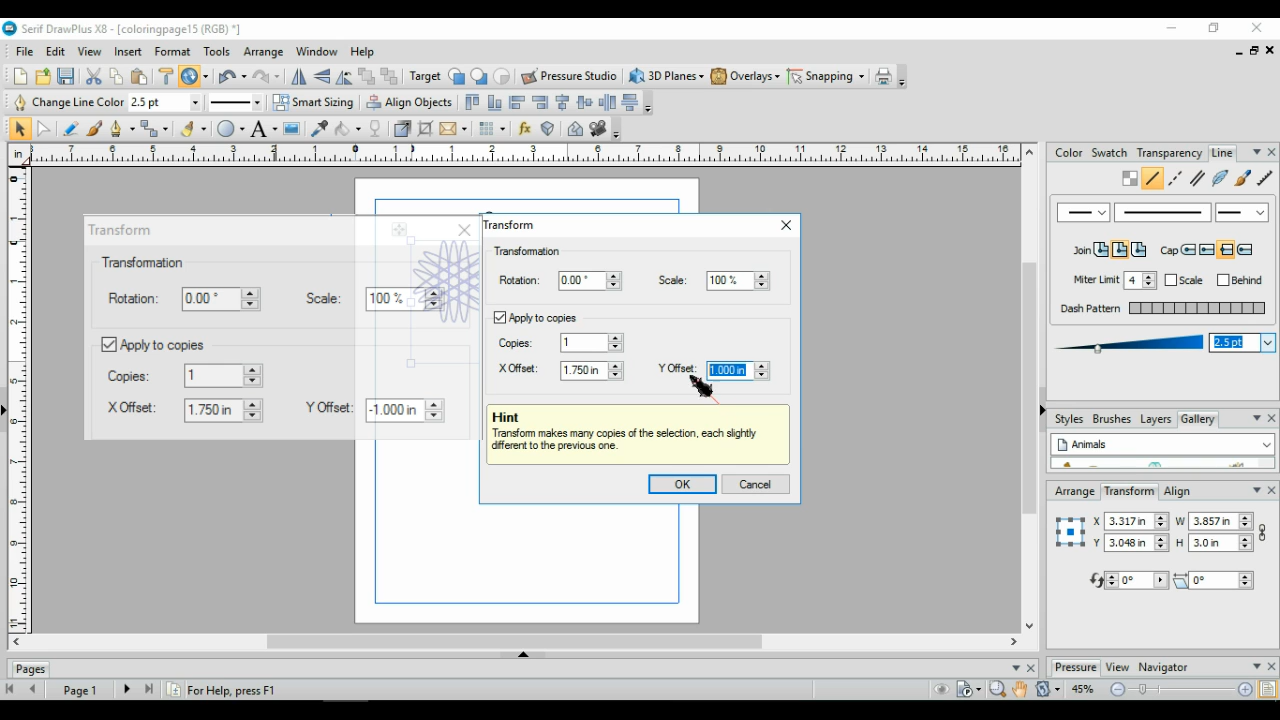 Serif DrawPlus X8 - [coloringpage15 (RGB) *]
File Edit View Insert Format Tools Arrange Window Help
Target Pressure Studio 3D Planes Overlays Snapping
Change Line Color 2.5 pt Smart Sizing Align Objects
in
Color Swatch Transparency Line
Join Cap
Miter Limit 4 Scale Behind
Dash Pattern
2.5 pt
Styles Brushes Layers Gallery
Animals
Arrange Transform Align
X 3.317 in W 3.857 in
Y 3.048 in H 3.0 in
0° 0°
Pressure View Navigator
Transform
Transformation
Rotation: 0.00 ° Scale: 100 %
Apply to copies
Copies: 1
X Offset: 1.750 in Y Offset: -1.000 in
Transform
Transformation
Rotation: 0.00 ° Scale: 100 %
Apply to copies
Copies: 1
X Offset: 1.750 in Y Offset: 1.000 in
Hint
Transform makes many copies of the selection, each slightly
different to the previous one.
OK Cancel
Pages
Page 1 For Help, press F1 45%